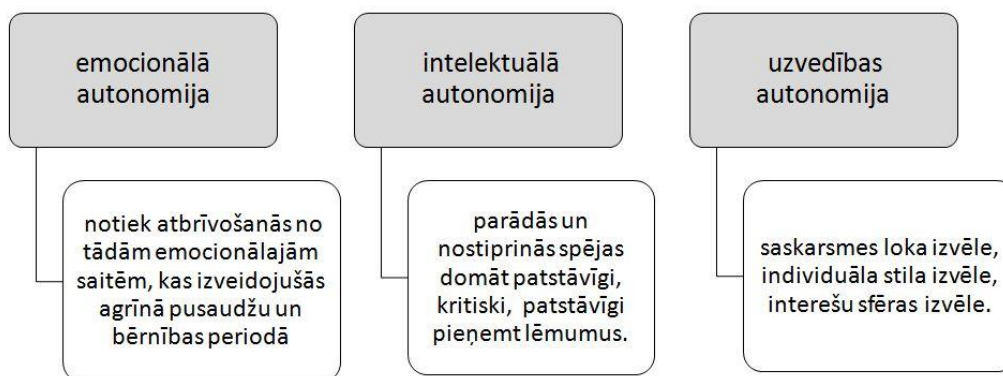 emocionālā
autonomija
notiek atbrīvošanās no
tādām emocionālajām
saitēm, kas izveidojušās
agrīnā pusaudžu un
bērnības periodā
intelektuālā
autonomija
parādās un
nostiprinās spējas
domāt patstāvīgi,
kritiski, patstāvīgi
pieņemt lēmumus.
uzvedības
autonomija
saskarsmes loka izvēle,
individuāla stila izvēle,
interešu sfēras izvēle.